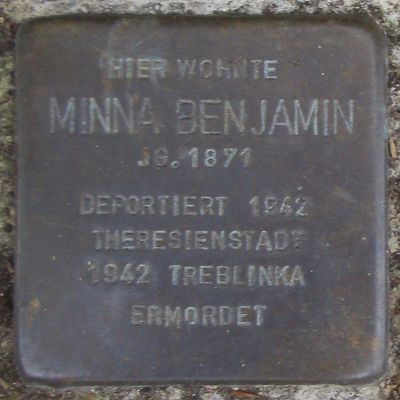 HIER WOHNTE
MINNA BENJAMIN
JG. 1871
DEPORTIERT 1942
THERESIENSTADT
1942 TREBLINKA
ERMORDET